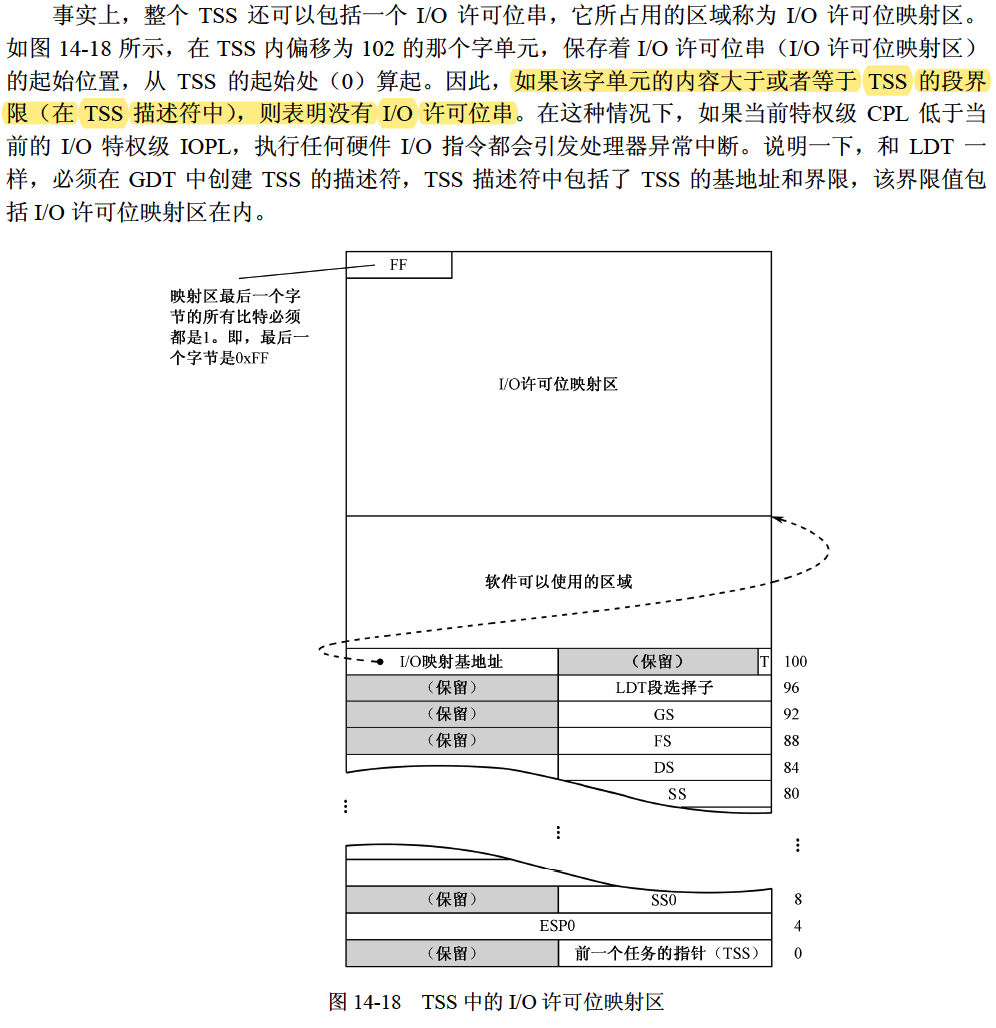 事实上，整个 TSS 还可以包括一个 I/O 许可位串，它所占用的区域称为 I/O 许可位映射区。
如图 14-18 所示，在 TSS 内偏移为 102 的那个字单元，保存着 I/O 许可位串（I/O 许可位映射区）
的起始位置，从 TSS 的起始处（0）算起。因此，如果该字单元的内容大于或者等于 TSS 的段界
限（在 TSS 描述符中），则表明没有 I/O 许可位串。在这种情况下，如果当前特权级 CPL 低于当
前的 I/O 特权级 IOPL，执行任何硬件 I/O 指令都会引发处理器异常中断。说明一下，和 LDT 一
样，必须在 GDT 中创建 TSS 的描述符，TSS 描述符中包括了 TSS 的基地址和界限，该界限值包
括 I/O 许可位映射区在内。
FF
映射区最后一个字
节的所有比特必须
都是1。即，最后一
个字节是0xFF
I/O许可位映射区
软件可以使用的区域
I/O映射基地址 （保留） T 100
（保留） LDT段选择子 96
（保留） GS 92
（保留） FS 88
DS 84
SS 80
（保留） SS0 8
ESP0 4
（保留） 前一个任务的指针（TSS） 0
图 14-18 TSS 中的 I/O 许可位映射区